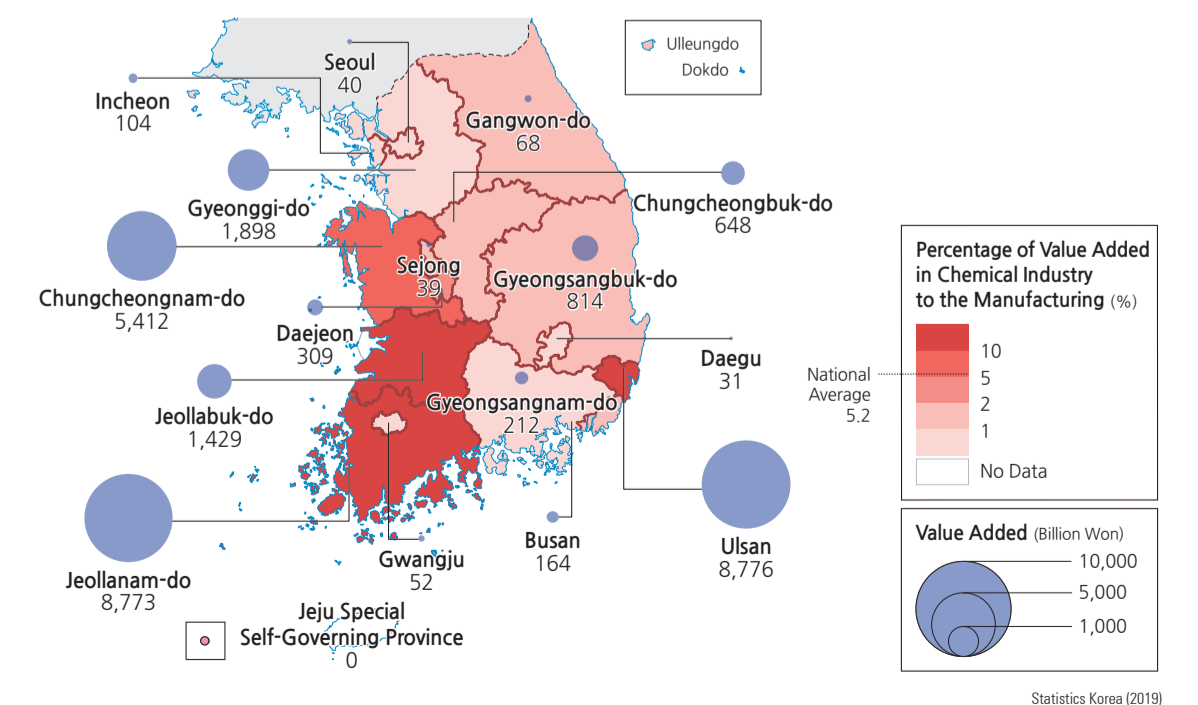 Ulleungdo
Dokdo
Seoul
40
Incheon
104
Gangwon-do
68
Gyeonggi-do
1,898
Chungcheongbuk-do
648
Chungcheongnam-do
5,412
Sejong
39
Gyeongsangbuk-do
814
Daejeon
309
Daegu
31
Jeollabuk-do
1,429
Gyeongsangnam-do
212
Jeollanam-do
8,773
Gwangju
52
Busan
164
Ulsan
8,776
Jeju Special
Self-Governing Province
0
Percentage of Value Added
in Chemical Industry
to the Manufacturing (%)
10
5
2
1
No Data
National
Average
5.2
Value Added (Billion Won)
10,000
5,000
1,000
Statistics Korea (2019)